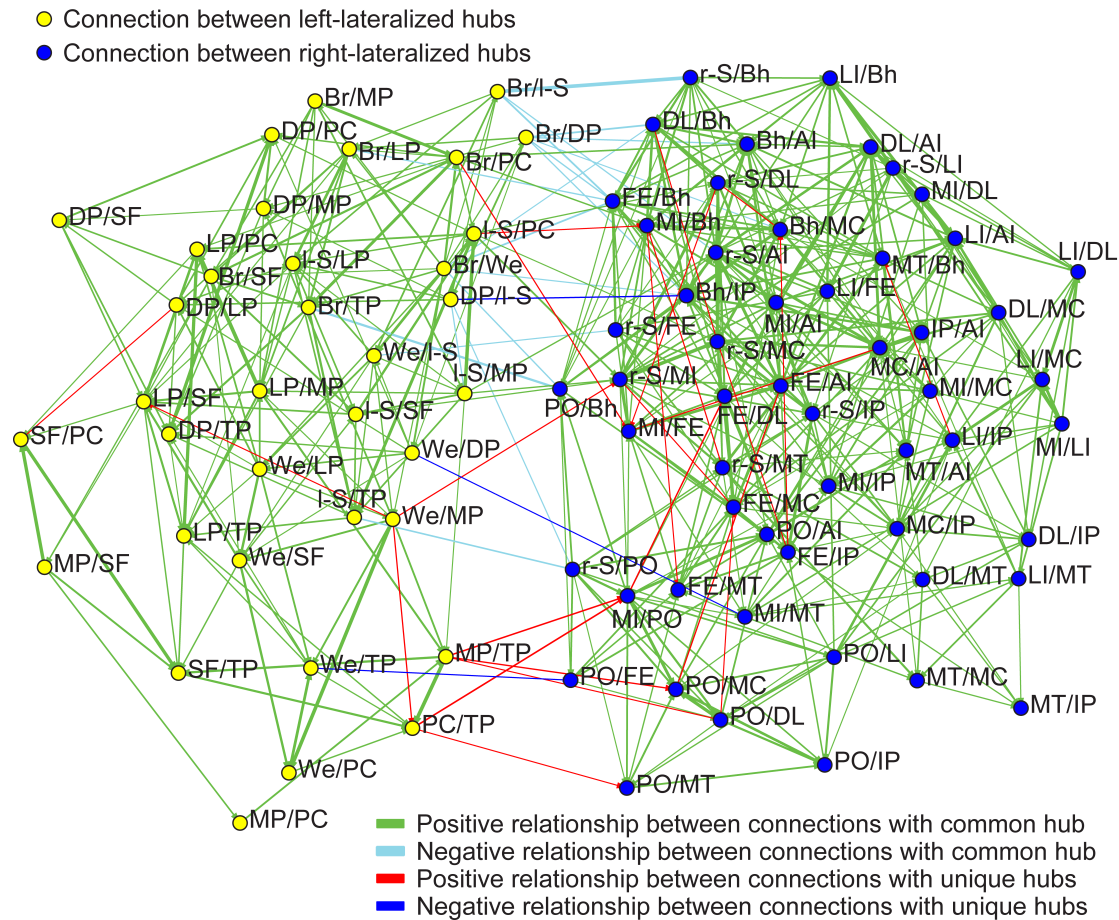 Connection between left-lateralized hubs
Connection between right-lateralized hubs
Br/l-S
r-S/Bh
LI/Bh
Br/MP
DP/PC
Br/LP
Br/PC
Br/DP
DL/Bh
Bh/AI
DL/AI
r-S/LI
r-S/DL
MI/DL
DP/SF
DP/MP
FE/Bh
MI/Bh
Bh/MC
LP/PC
l-S/PC
LI/AI
Br/SF
l-S/LP
Br/We
r-S/AI
MT/Bh
LI/DL
DP/LP
Br/TP
DP/l-S
Bh/IP
LI/FE
MI/AI
DL/MC
r-S/FE
IP/AI
We/l-S
r-S/MC
MC/AI
LI/MC
l-S/MP
r-S/MI
FE/AI
MI/MC
LP/SF
LP/MP
PO/Bh
FE/DL
l-S/SF
r-S/IP
SF/PC
DP/TP
MI/FE
LI/IP
MI/LI
We/DP
We/LP
r-S/MT
MT/AI
MI/IP
l-S/TP
We/MP
FE/MC
LP/TP
PO/AI
MC/IP
DL/IP
We/SF
FE/IP
MP/SF
r-S/PO
DL/MT
LI/MT
FE/MT
MI/PO
MI/MT
SF/TP
We/TP
MP/TP
PO/LI
PO/FE
PO/MC
MT/MC
MT/IP
PC/TP
PO/DL
We/PC
PO/IP
PO/MT
MP/PC
Positive relationship between connections with common hub
Negative relationship between connections with common hub
Positive relationship between connections with unique hubs
Negative relationship between connections with unique hubs